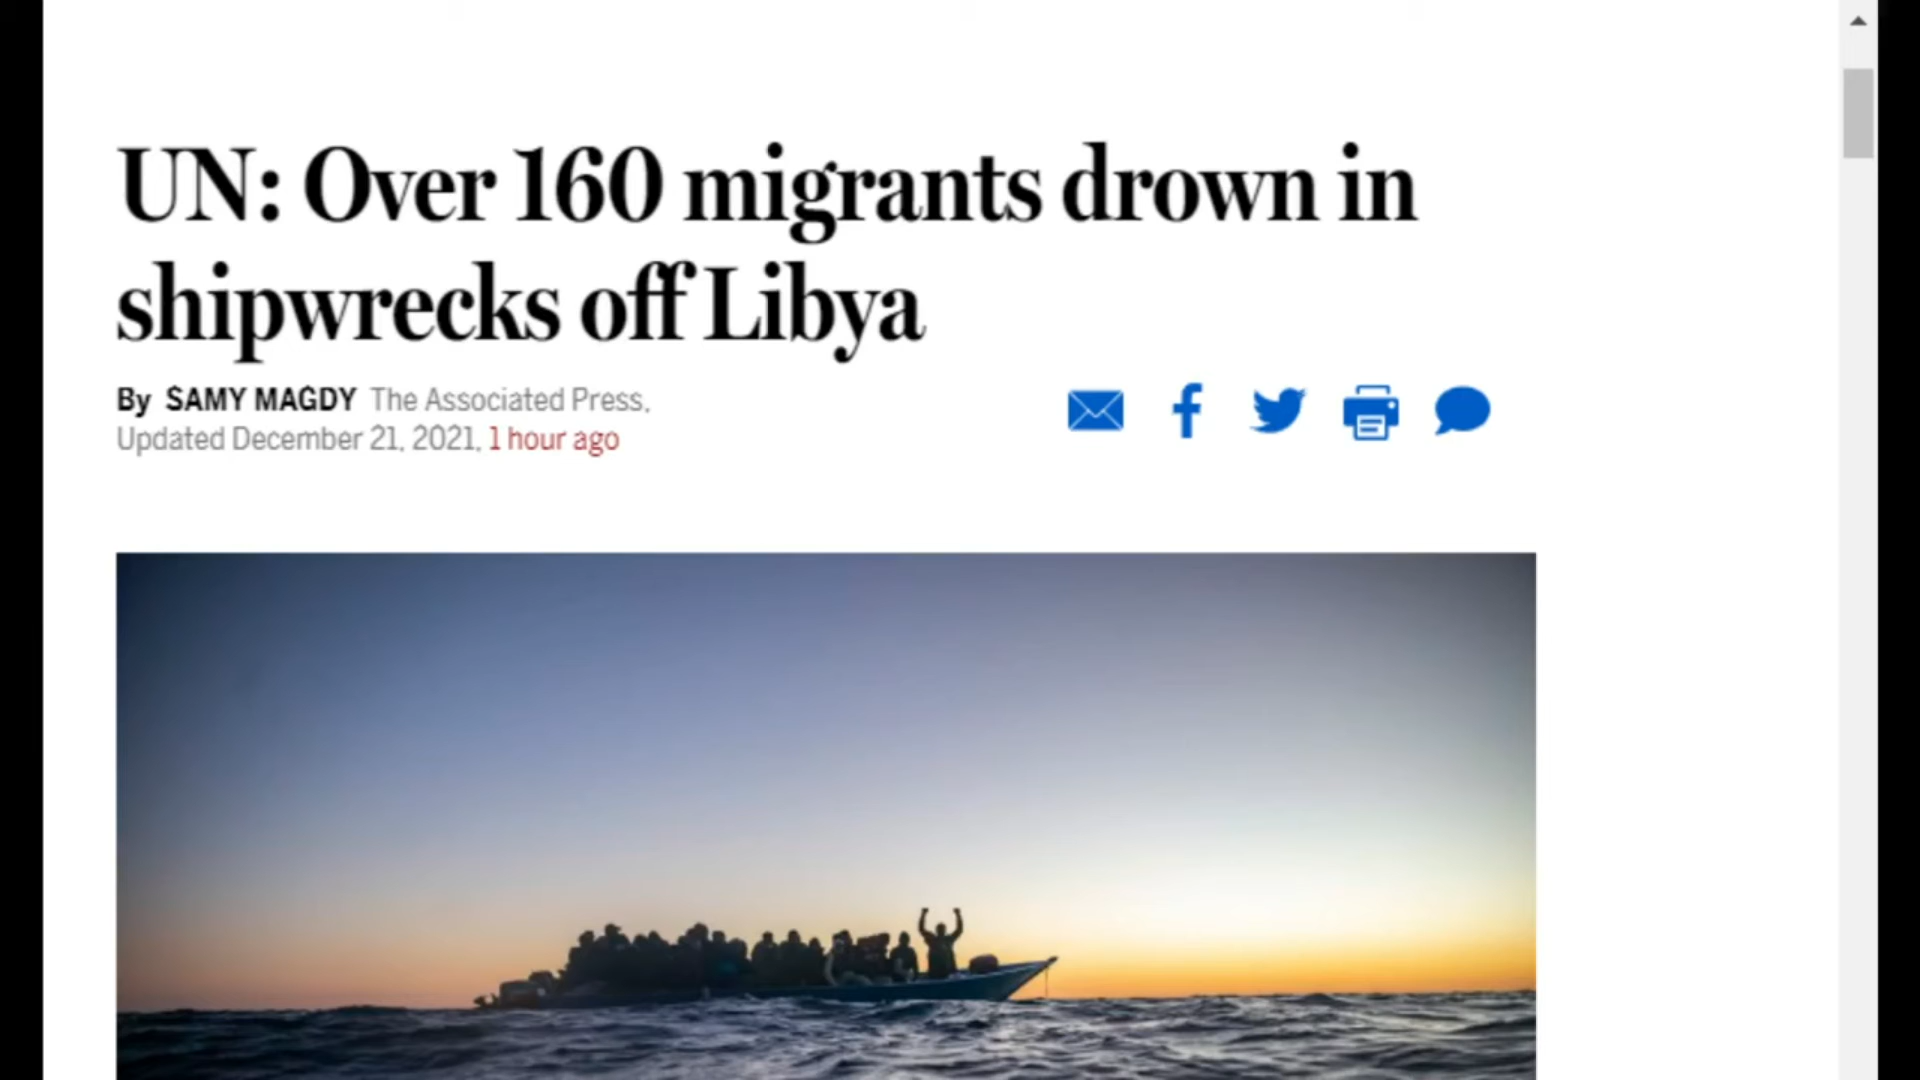 UN: Over 160 migrants drown in
shipwrecks off Libya
By SAMY MAGDY The Associated Press,
Updated December 21, 2021, 1 hour ago